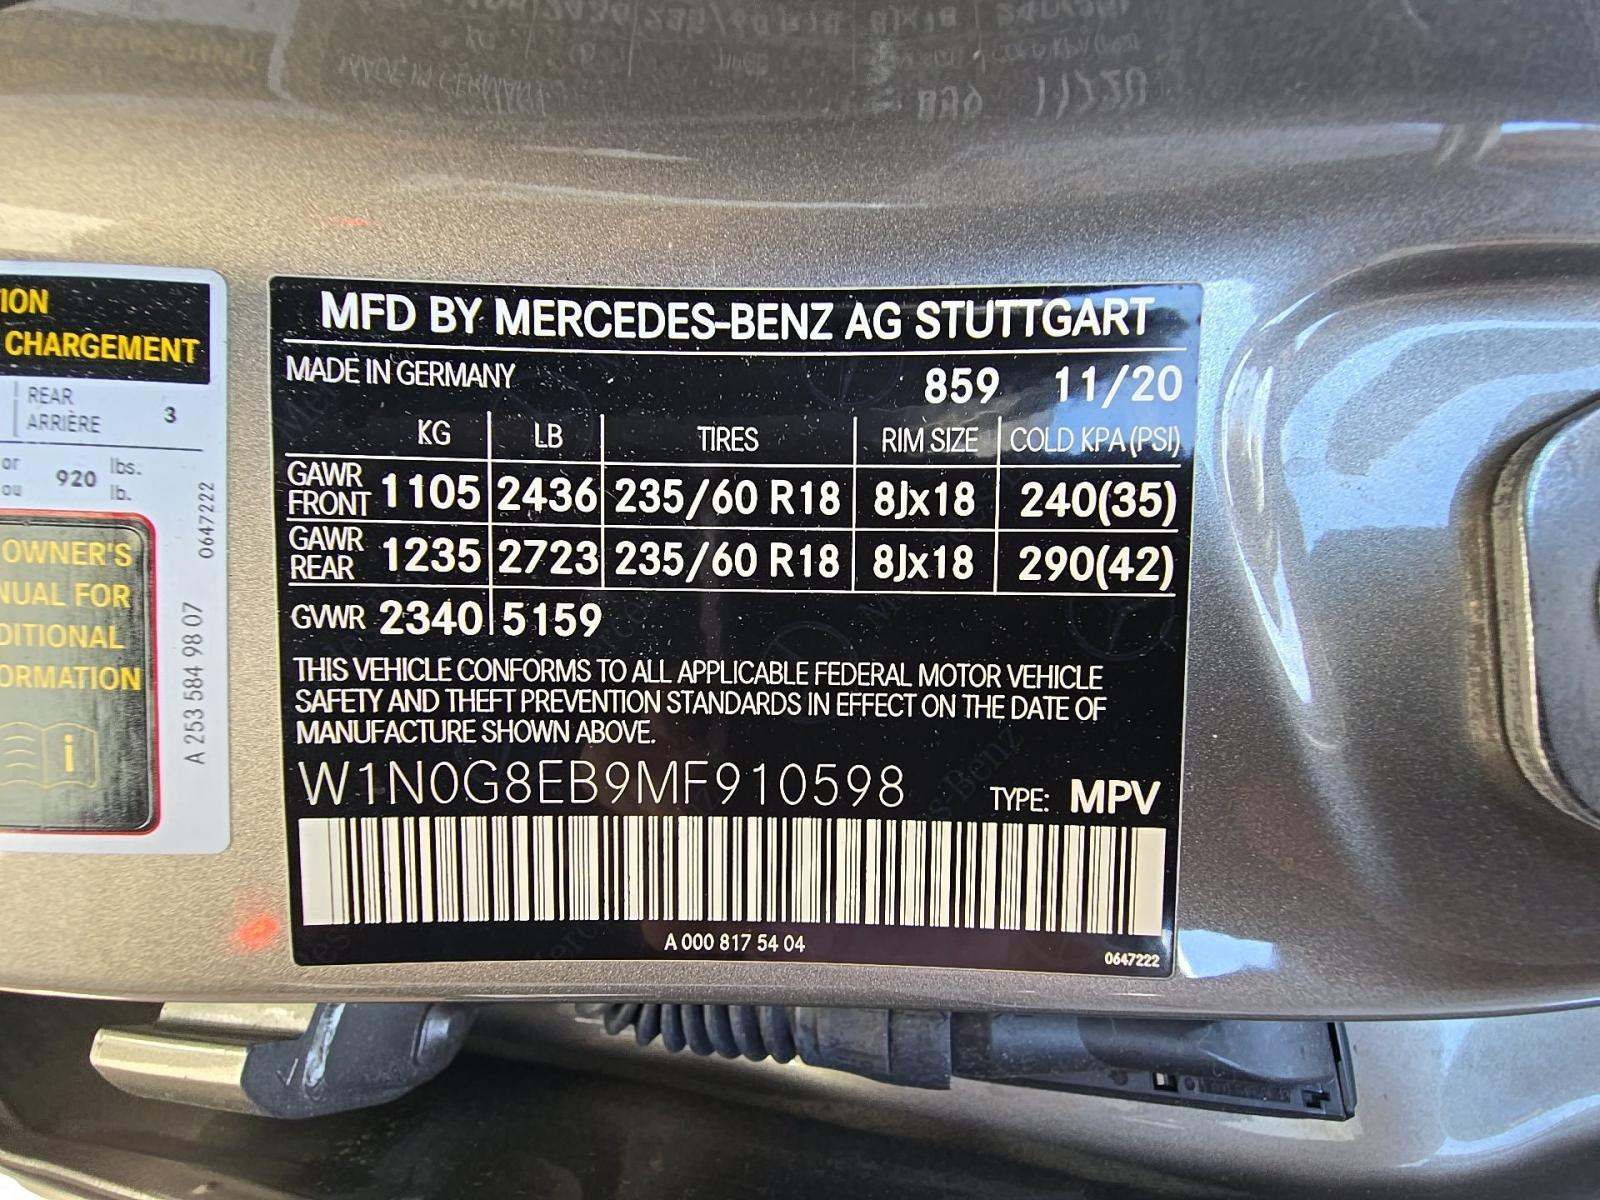 ION
CHARGEMENT
REAR
ARRIÈRE 3
or
ou 920 lbs.
lb.
OWNER'S
NUAL FOR
DITIONAL
ORMATION
i
A 253 584 98 07
0647222
MFD BY MERCEDES-BENZ AG STUTTGART
MADE IN GERMANY 859 11/20
KG LB TIRES RIM SIZE COLD KPA(PSI)
GAWR FRONT 1105 2436 235/60 R18 8Jx18 240(35)
GAWR REAR 1235 2723 235/60 R18 8Jx18 290(42)
GVWR 2340 5159
THIS VEHICLE CONFORMS TO ALL APPLICABLE FEDERAL MOTOR VEHICLE
SAFETY AND THEFT PREVENTION STANDARDS IN EFFECT ON THE DATE OF
MANUFACTURE SHOWN ABOVE.
W1N0G8EB9MF910598 TYPE: MPV
A 000 817 54 04
0647222